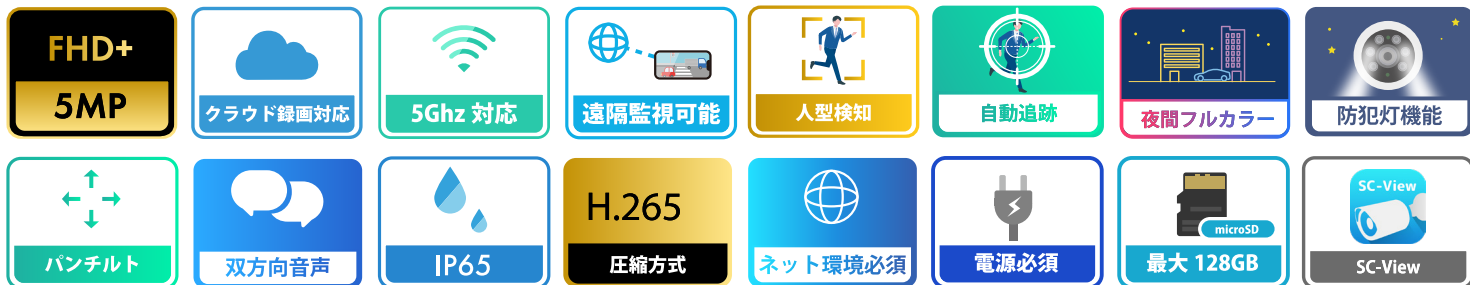 FHD+
5MP
クラウド録画対応
5Ghz 対応
遠隔監視可能
人型検知
自動追跡
夜間フルカラー
防犯灯機能
パンチルト
双方向音声
IP65
H.265
圧縮方式
ネット環境必須
電源必須
microSD
最大 128GB
SC-View
SC-View